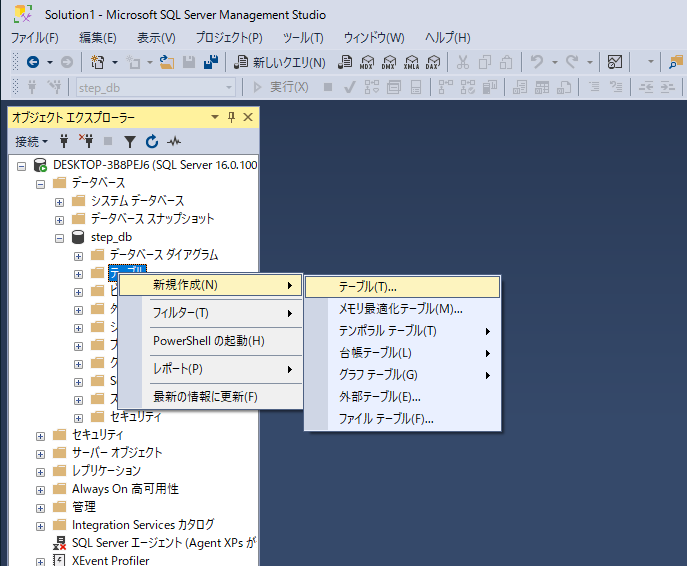 Solution1 - Microsoft SQL Server Management Studio
ファイル(F) 編集(E) 表示(V) プロジェクト(P) ツール(T) ウィンドウ(W) ヘルプ(H)
新しいクエリ(N) MDX DMX XMLA DAX
step_db 実行(X)
オブジェクト エクスプローラー
接続
DESKTOP-3B8PEJ6 (SQL Server 16.0.100
データベース
システム データベース
データベース スナップショット
step_db
データベース ダイアグラム
テーブル
新規作成(N)
フィルター(T)
PowerShell の起動(H)
レポート(P)
最新の情報に更新(F)
テーブル(T)...
メモリ最適化テーブル(M)...
テンポラル テーブル(T)
台帳テーブル(L)
グラフ テーブル(G)
外部テーブル(E)...
ファイル テーブル(F)...
セキュリティ
セキュリティ
サーバー オブジェクト
レプリケーション
Always On 高可用性
管理
Integration Services カタログ
SQL Server エージェント (Agent XPs が
XEvent Profiler